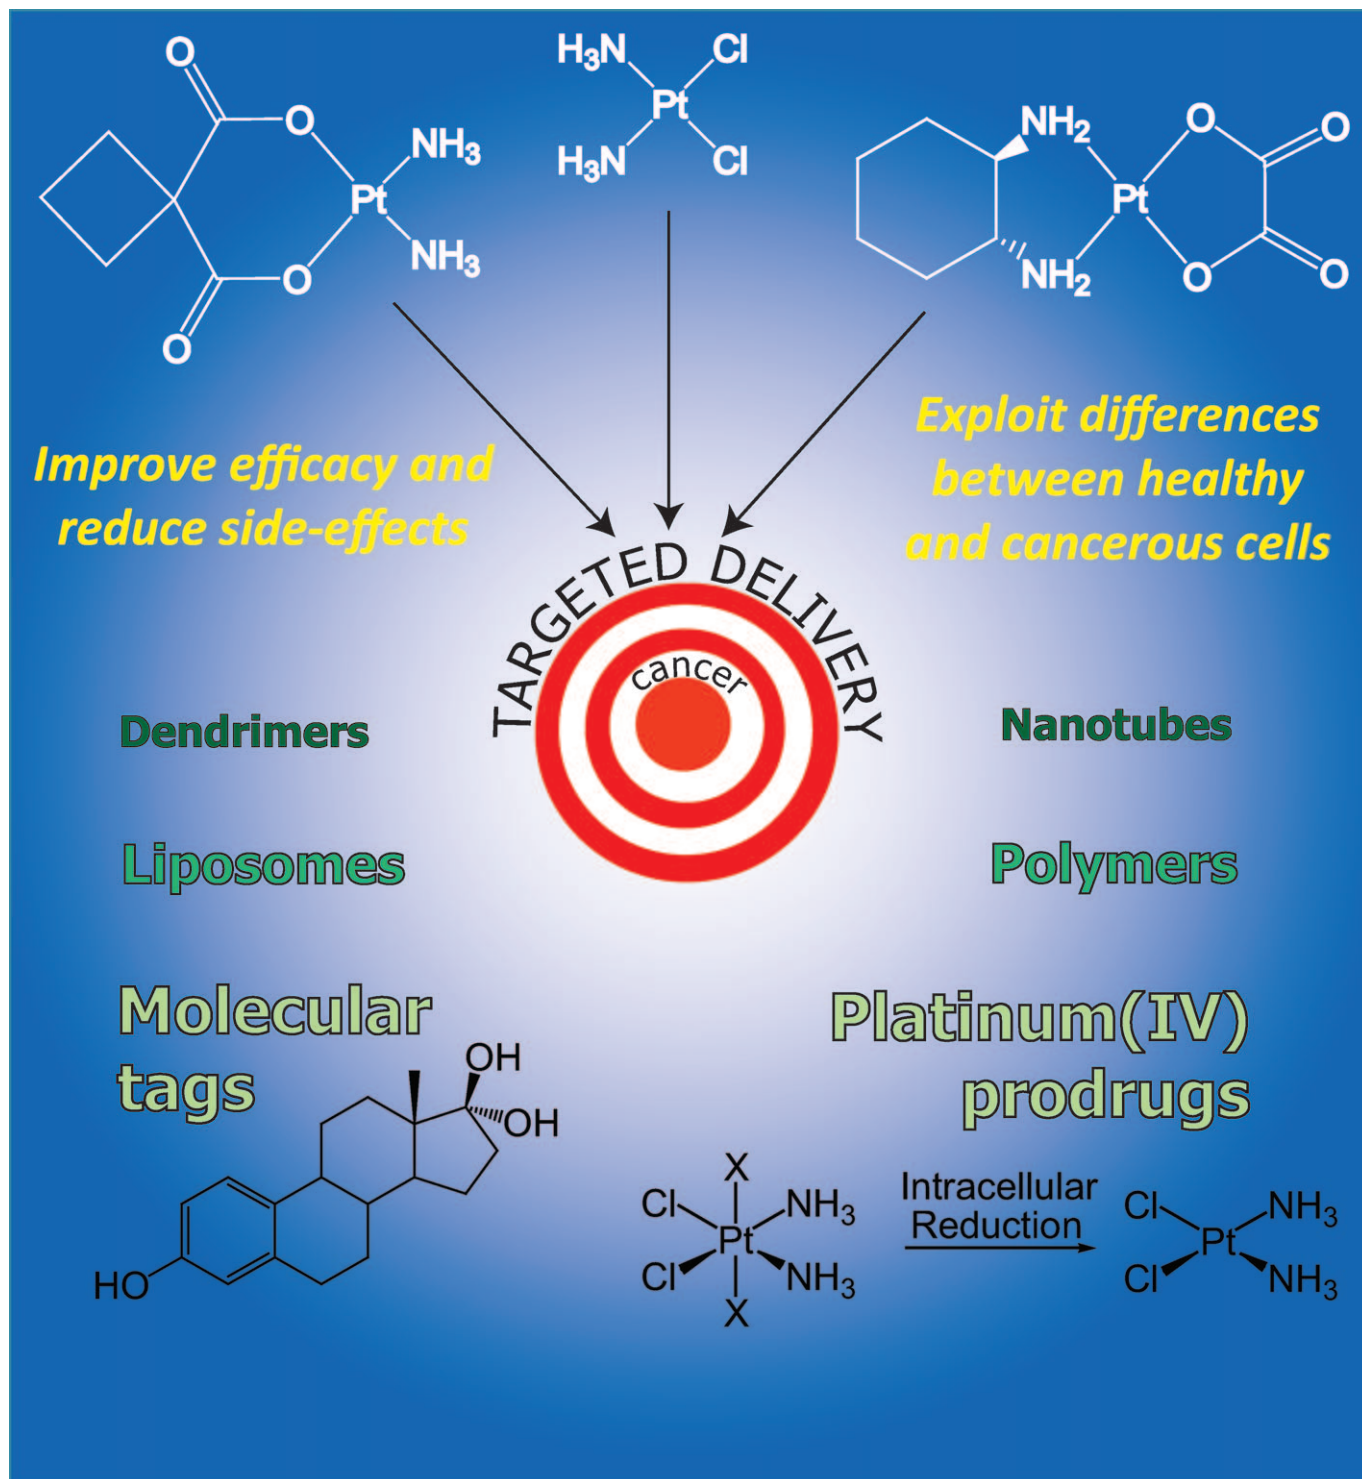 O
O
NH₃
Pt
NH₃
O
O
H₃N
Cl
Pt
H₃N
Cl
NH₂
O
O
Pt
NH₂
O
O
Improve efficacy and
reduce side-effects
Exploit differences
between healthy
and cancerous cells
TARGETED DELIVERY
cancer
Dendrimers
Liposomes
Nanotubes
Polymers
Molecular
tags
OH
OH
HO
Platinum(IV)
prodrugs
X
Cl
NH₃
Pt
Cl
NH₃
X
Intracellular
Reduction
Cl
NH₃
Pt
Cl
NH₃